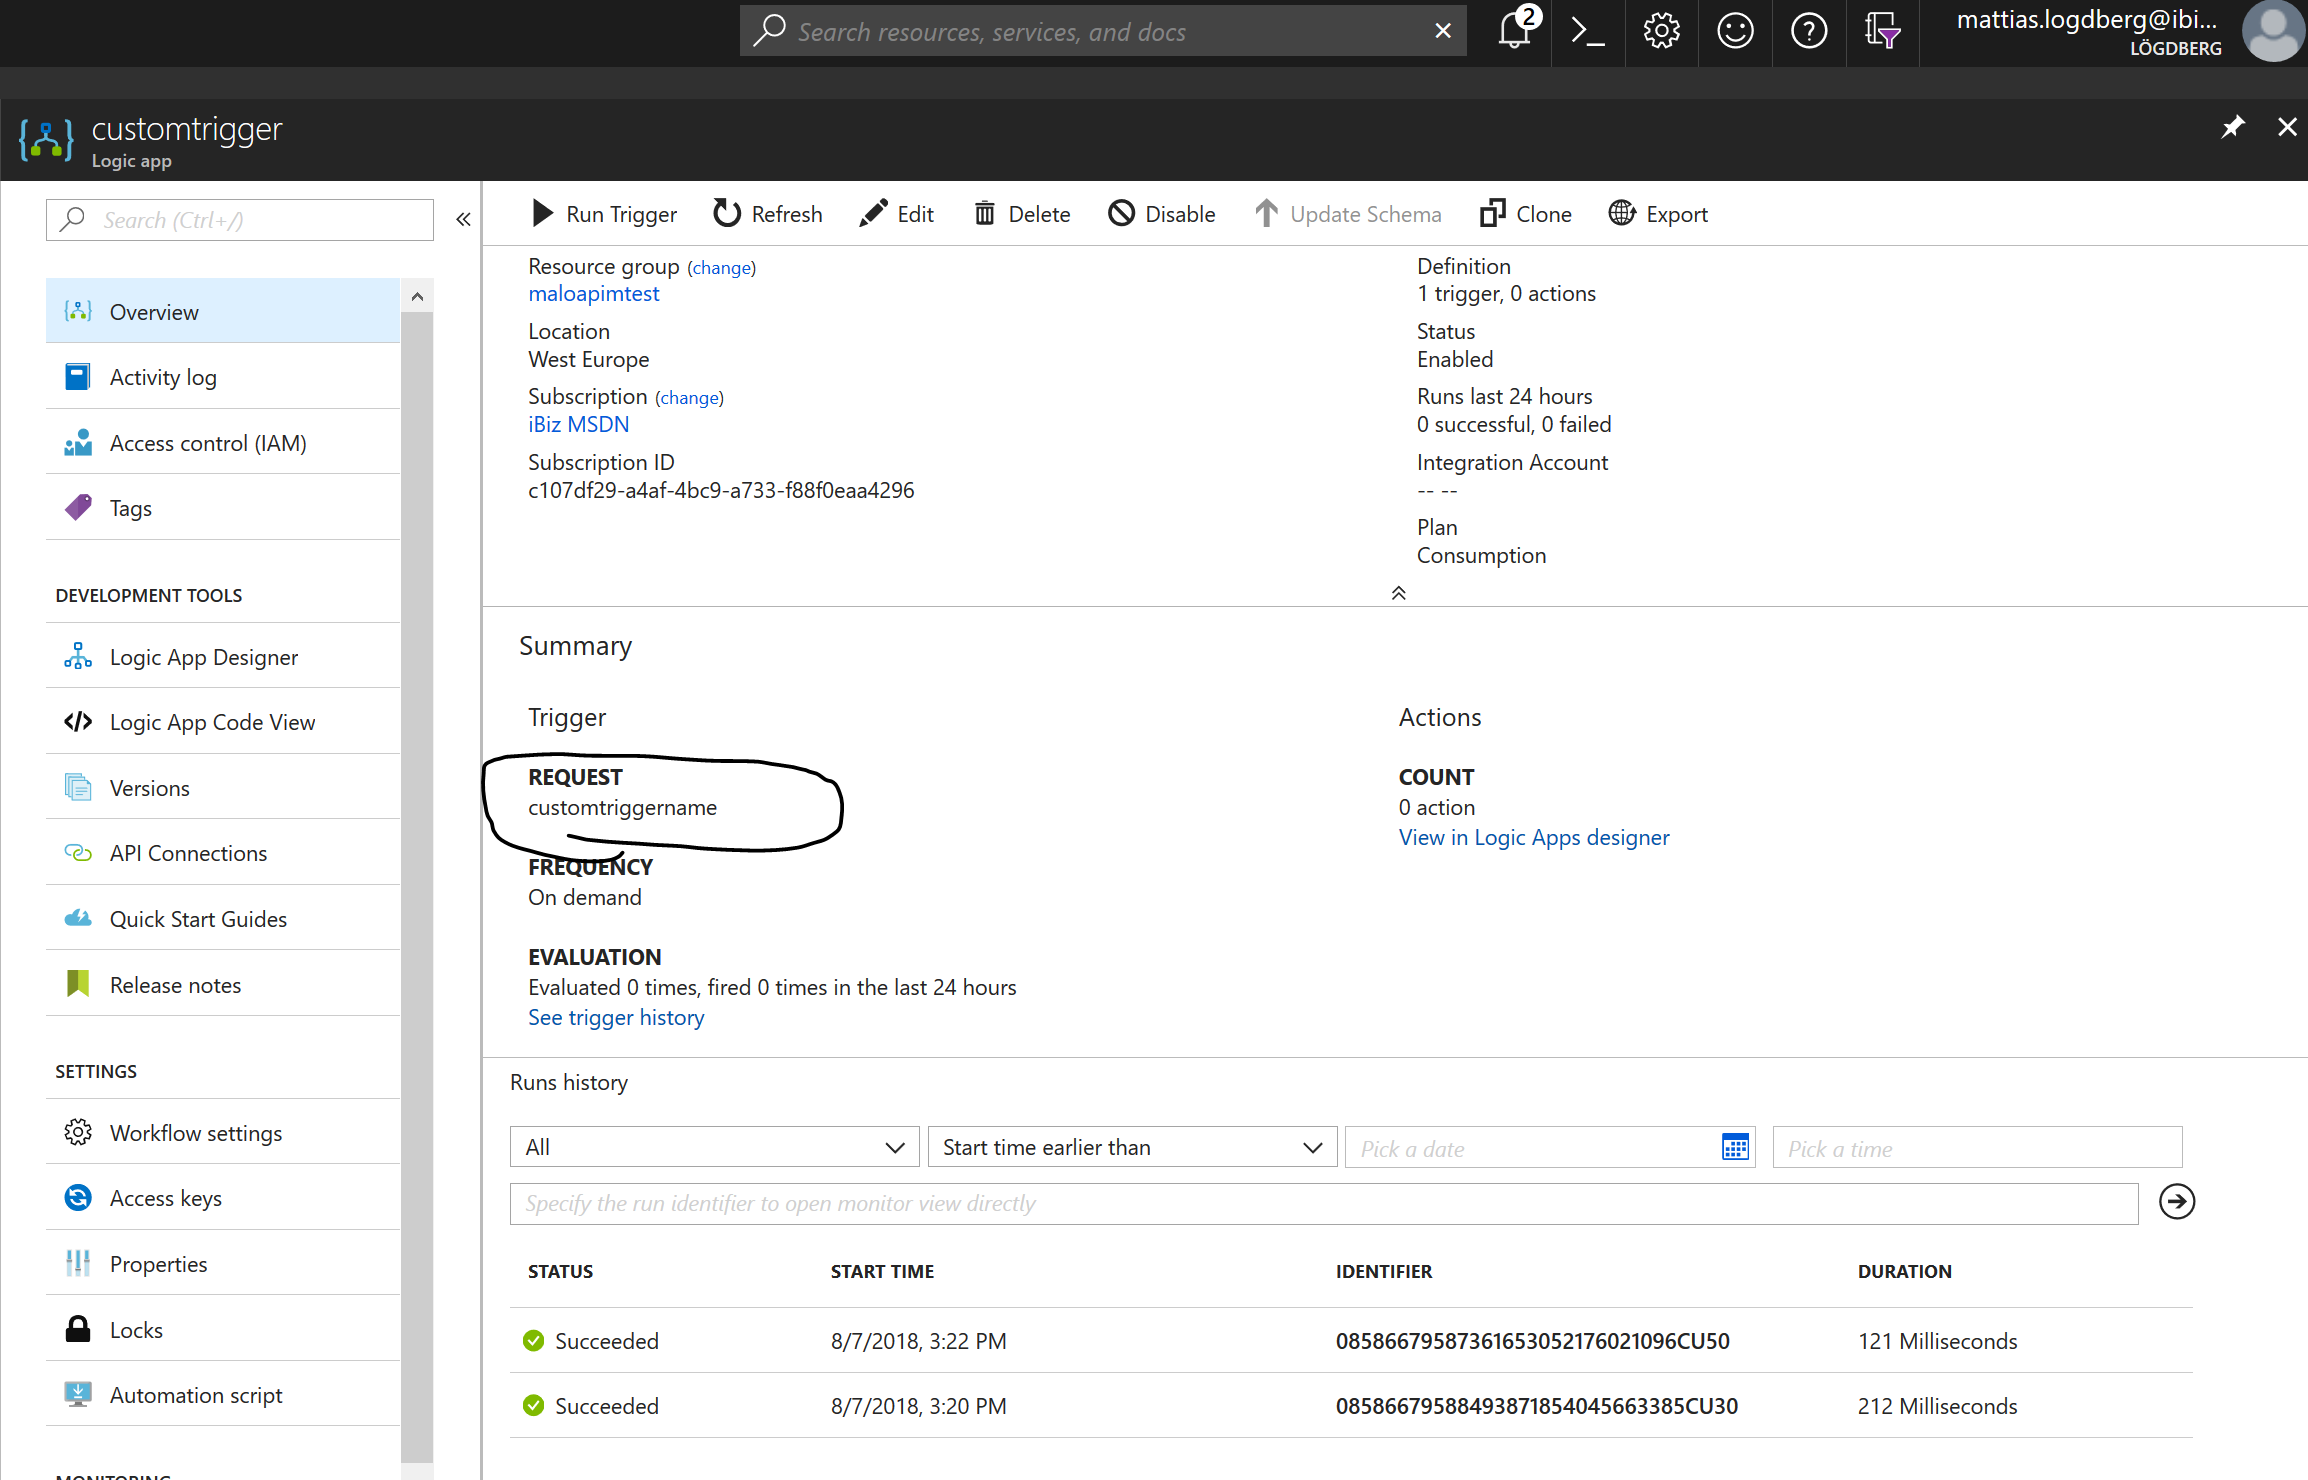 Search resources, services, and docs
2
mattias.logdberg@ibi...
LÖGDBERG
customtrigger
Logic app
Search (Ctrl+/)
Overview
Activity log
Access control (IAM)
Tags
DEVELOPMENT TOOLS
Logic App Designer
Logic App Code View
Versions
API Connections
Quick Start Guides
Release notes
SETTINGS
Workflow settings
Access keys
Properties
Locks
Automation script
MONITORING
Run Trigger
Refresh
Edit
Delete
Disable
Update Schema
Clone
Export
Resource group (change)
maloapimtest
Location
West Europe
Subscription (change)
iBiz MSDN
Subscription ID
c107df29-a4af-4bc9-a733-f88f0eaa4296
Definition
1 trigger, 0 actions
Status
Enabled
Runs last 24 hours
0 successful, 0 failed
Integration Account
-- --
Plan
Consumption
Summary
Trigger
REQUEST
customtriggername
FREQUENCY
On demand
EVALUATION
Evaluated 0 times, fired 0 times in the last 24 hours
See trigger history
Actions
COUNT
0 action
View in Logic Apps designer
Runs history
All
Start time earlier than
Pick a date
Pick a time
Specify the run identifier to open monitor view directly
STATUS START TIME IDENTIFIER DURATION
Succeeded 8/7/2018, 3:22 PM 08586679587361653052176021096CU50 121 Milliseconds
Succeeded 8/7/2018, 3:20 PM 08586679588493871854045663385CU30 212 Milliseconds